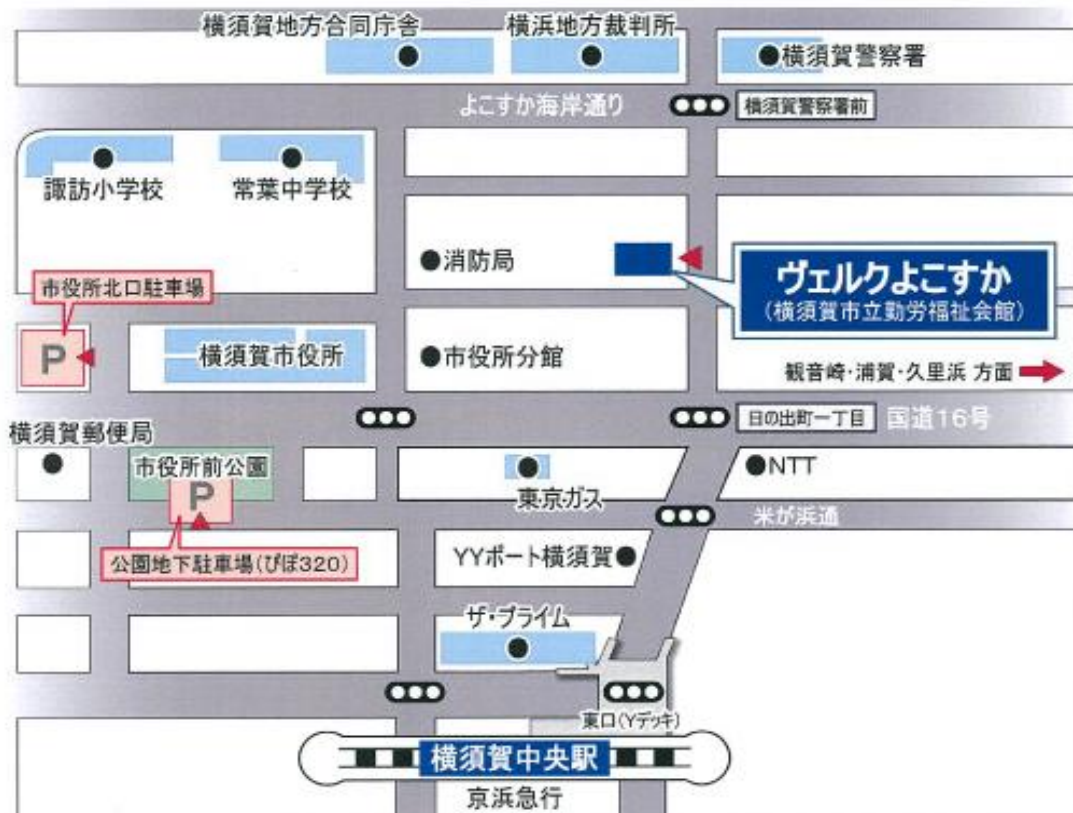 横須賀地方合同庁舎
横浜地方裁判所
横須賀警察署
よこすか海岸通り
横須賀警察署前
諏訪小学校
常葉中学校
消防局
ヴェルクよこすか
(横須賀市立勤労福祉会館)
市役所北口駐車場
P
横須賀市役所
市役所分館
観音崎・浦賀・久里浜 方面
日の出町一丁目
国道16号
横須賀郵便局
市役所前公園
P
東京ガス
NTT
米が浜通
公園地下駐車場(ぴぽ320)
YYポート横須賀
ザ・プライム
東口(Yデッキ)
横須賀中央駅
京浜急行